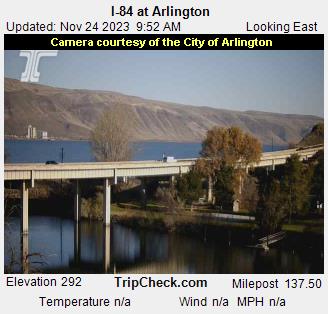 I-84 at Arlington
Updated: Nov 24 2023 9:52 AM Looking East
Camera courtesy of the City of Arlington
Elevation 292 TripCheck.com Milepost 137.50
Temperature n/a Wind n/a MPH n/a